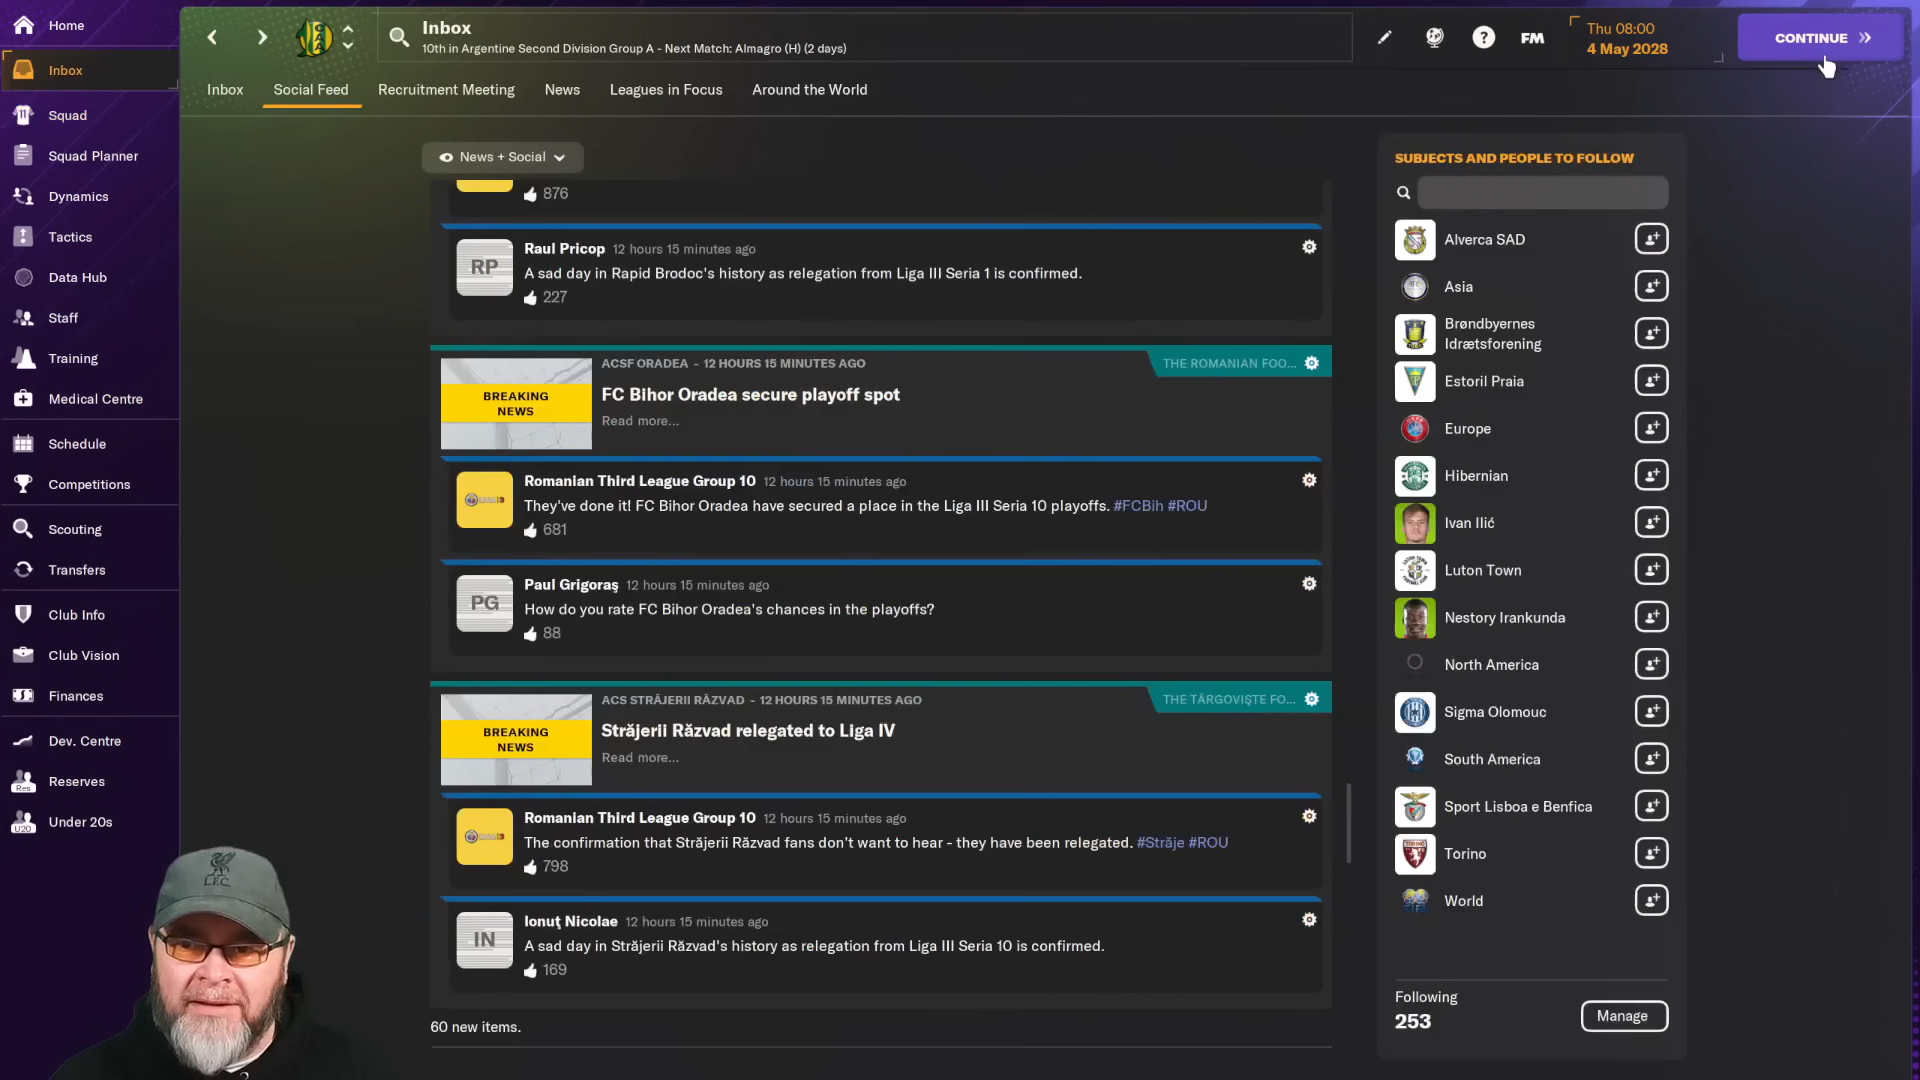 Home
Inbox
Squad
Squad Planner
Dynamics
Tactics
Data Hub
Staff
Training
Medical Centre
Schedule
Competitions
Scouting
Transfers
Club Info
Club Vision
Finances
Dev. Centre
Res
Reserves
U20
Under 20s
Inbox
10th in Argentine Second Division Group A - Next Match: Almagro (H) (2 days)
FM
Thu 08:00
4 May 2028
CONTINUE
Inbox
Social Feed
Recruitment Meeting
News
Leagues in Focus
Around the World
News + Social
876
RP
Raul Pricop 12 hours 15 minutes ago
A sad day in Rapid Brodoc's history as relegation from Liga III Seria 1 is confirmed.
227
BREAKING
NEWS
ACSF ORADEA - 12 HOURS 15 MINUTES AGO
THE ROMANIAN FOO...
FC Bihor Oradea secure playoff spot
Read more...
Romanian Third League Group 10 12 hours 15 minutes ago
They've done it! FC Bihor Oradea have secured a place in the Liga III Seria 10 playoffs. #FCBih #ROU
681
PG
Paul Grigoraş 12 hours 15 minutes ago
How do you rate FC Bihor Oradea's chances in the playoffs?
88
BREAKING
NEWS
ACS STRĂJERII RĂZVAD - 12 HOURS 15 MINUTES AGO
THE TÂRGOVIŞTE FO...
Străjerii Răzvad relegated to Liga IV
Read more...
Romanian Third League Group 10 12 hours 15 minutes ago
The confirmation that Străjerii Răzvad fans don't want to hear - they have been relegated. #Străje #ROU
798
IN
Ionuţ Nicolae 12 hours 15 minutes ago
A sad day in Străjerii Răzvad's history as relegation from Liga III Seria 10 is confirmed.
169
60 new items.
SUBJECTS AND PEOPLE TO FOLLOW
Alverca SAD
Asia
Brøndbyernes
Idrætsforening
Estoril Praia
Europe
Hibernian
Ivan Ilić
Luton Town
Nestory Irankunda
North America
Sigma Olomouc
South America
Sport Lisboa e Benfica
Torino
World
Following
253
Manage
L.F.C.